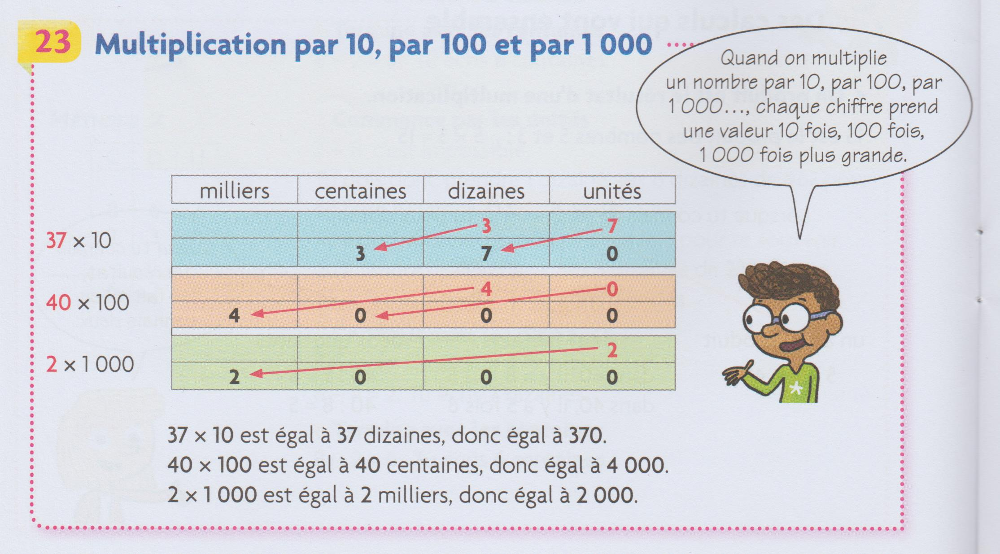 23 Multiplication par 10, par 100 et par 1 000
Quand on multiplie
un nombre par 10, par 100, par
1 000..., chaque chiffre prend
une valeur 10 fois, 100 fois,
1 000 fois plus grande.
milliers centaines dizaines unités
37 × 10
3 7
3 7 0
40 × 100
4 0
4 0 0 0
2 × 1 000
2
2 0 0 0
37 × 10 est égal à 37 dizaines, donc égal à 370.
40 × 100 est égal à 40 centaines, donc égal à 4 000.
2 × 1 000 est égal à 2 milliers, donc égal à 2 000.